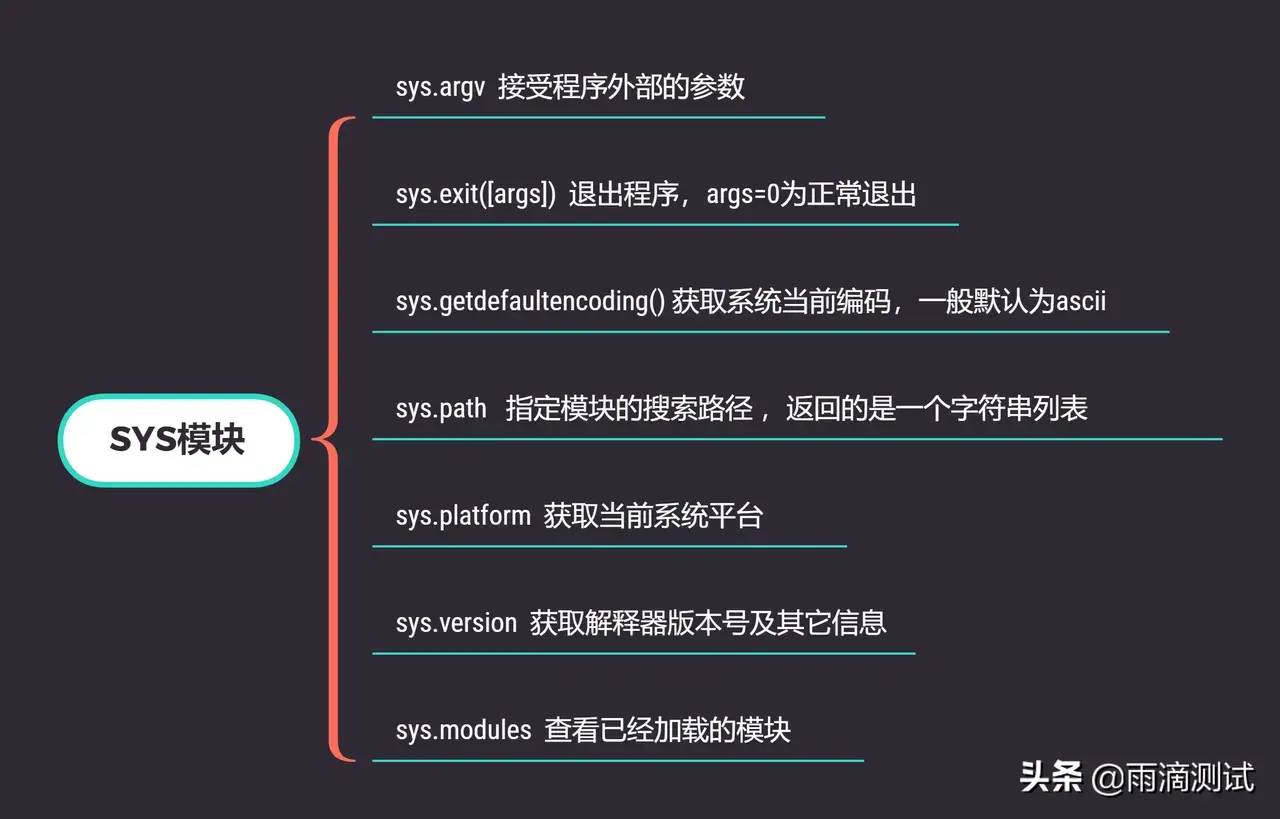 sys.argv 接受程序外部的参数
sys.exit([args]) 退出程序，args=0为正常退出
sys.getdefaultencoding() 获取系统当前编码，一般默认为ascii
sys.path 指定模块的搜索路径 ，返回的是一个字符串列表
SYS模块
sys.platform 获取当前系统平台
sys.version 获取解释器版本号及其它信息
sys.modules 查看已经加载的模块
头条 @雨滴测试